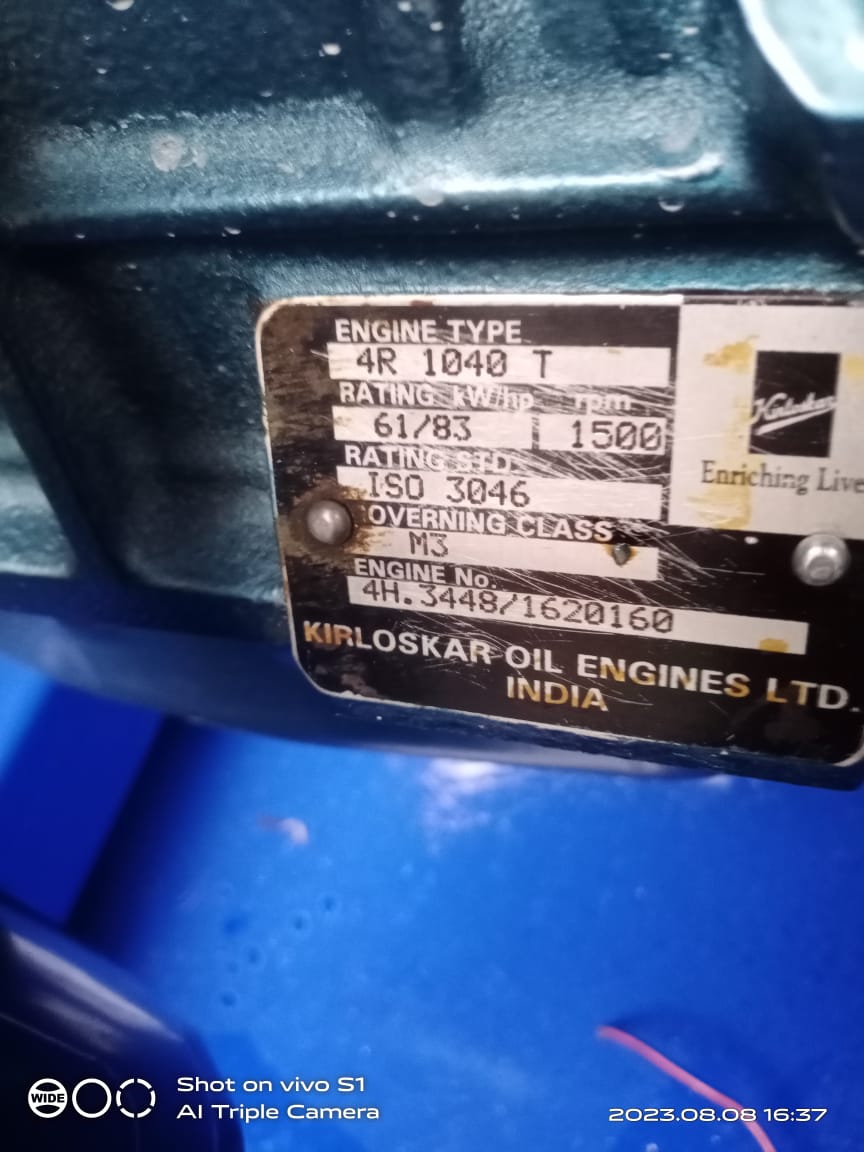 ENGINE TYPE
4R 1040 T
RATING kW/hp rpm
61/83 1500
RATING STD.
ISO 3046
OVERNING CLASS
M3
ENGINE No.
4H.3448/1620160
KIRLOSKAR OIL ENGINES LTD.
INDIA
Kirloskar
Enriching Live
WIDE
Shot on vivo S1
AI Triple Camera
2023.08.08 16:37